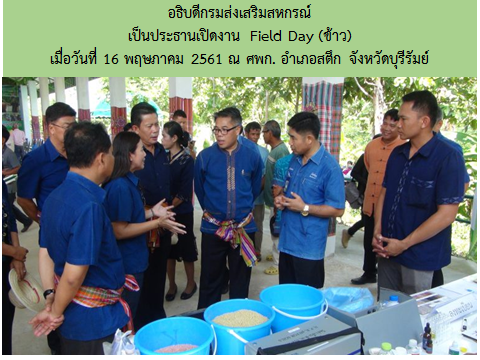 อธิบดีกรมส่งเสริมสหกรณ์
เป็นประธานเปิดงาน Field Day (ข้าว)
เมื่อวันที่ 16 พฤษภาคม 2561 ณ ศพก. อำเภอสตึก จังหวัดบุรีรัมย์